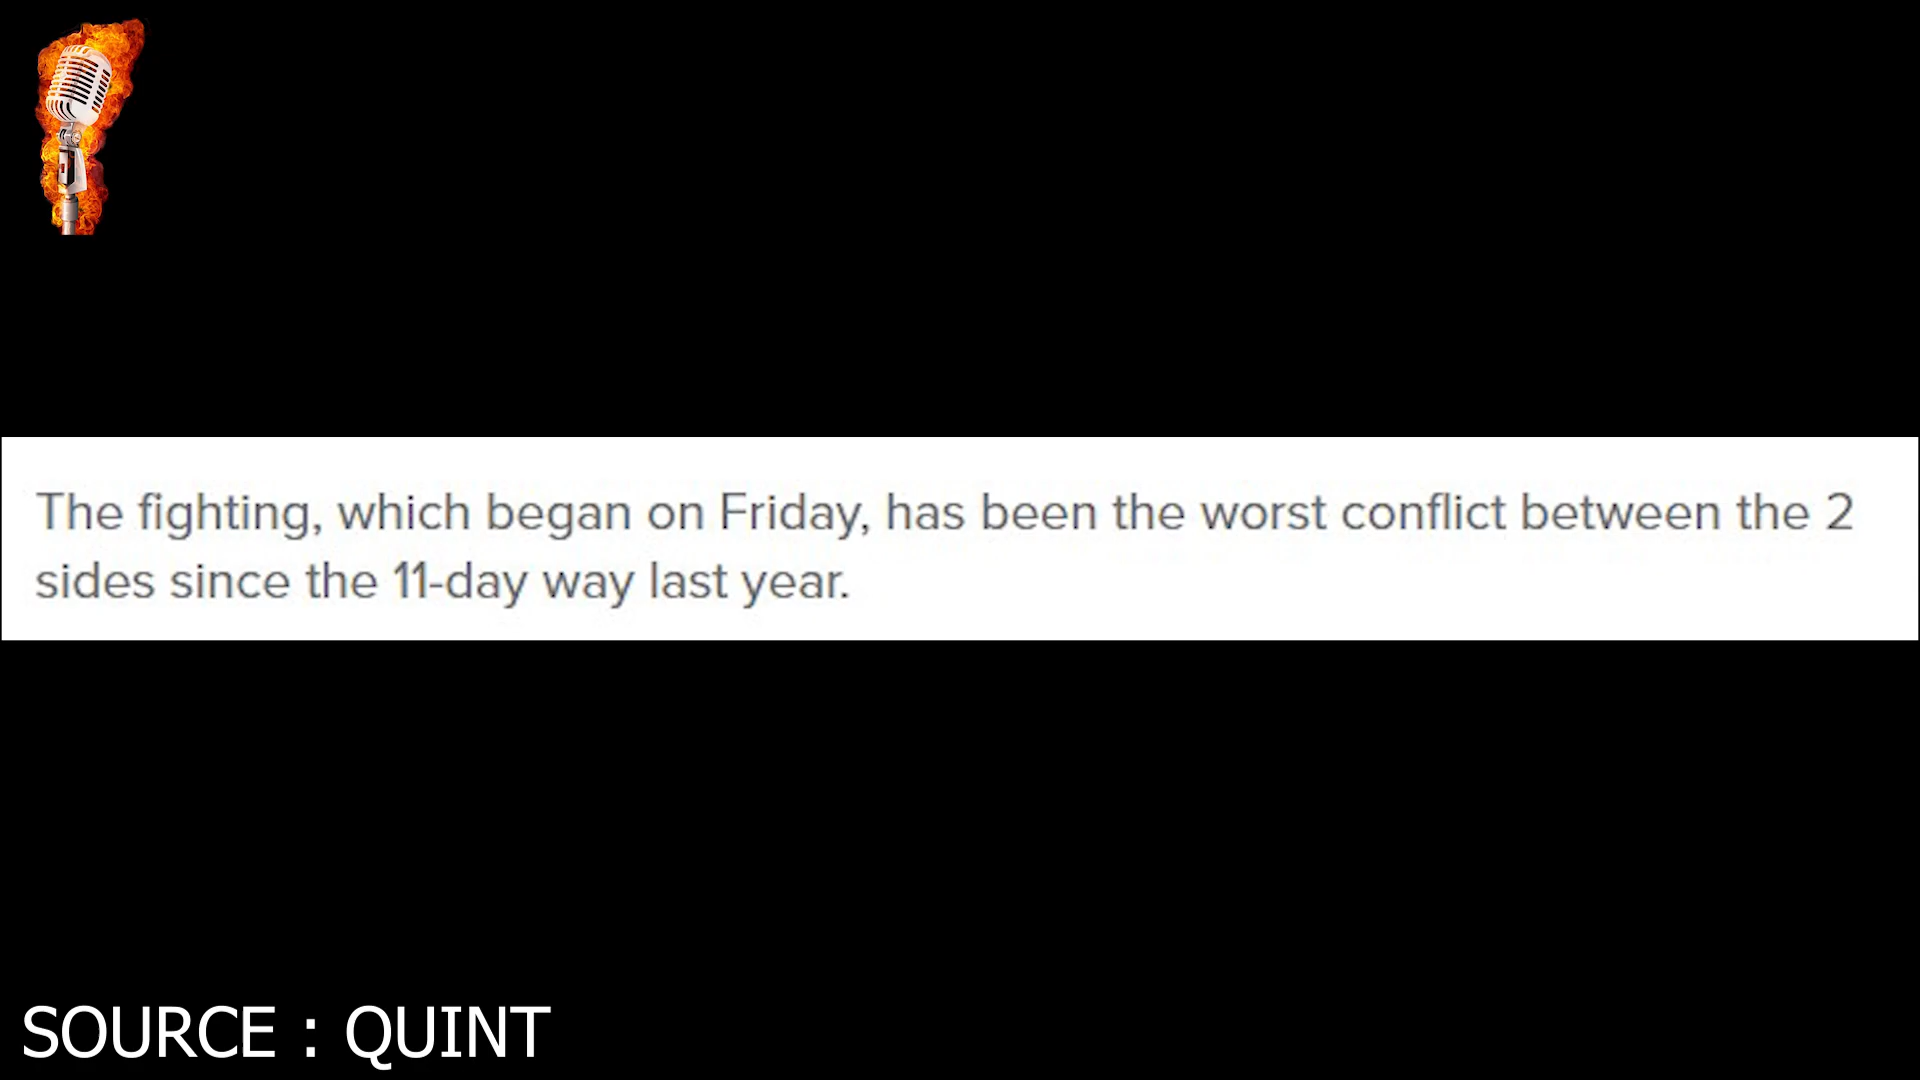 The fighting, which began on Friday, has been the worst conflict between the 2
sides since the 11-day way last year.
SOURCE : QUINT